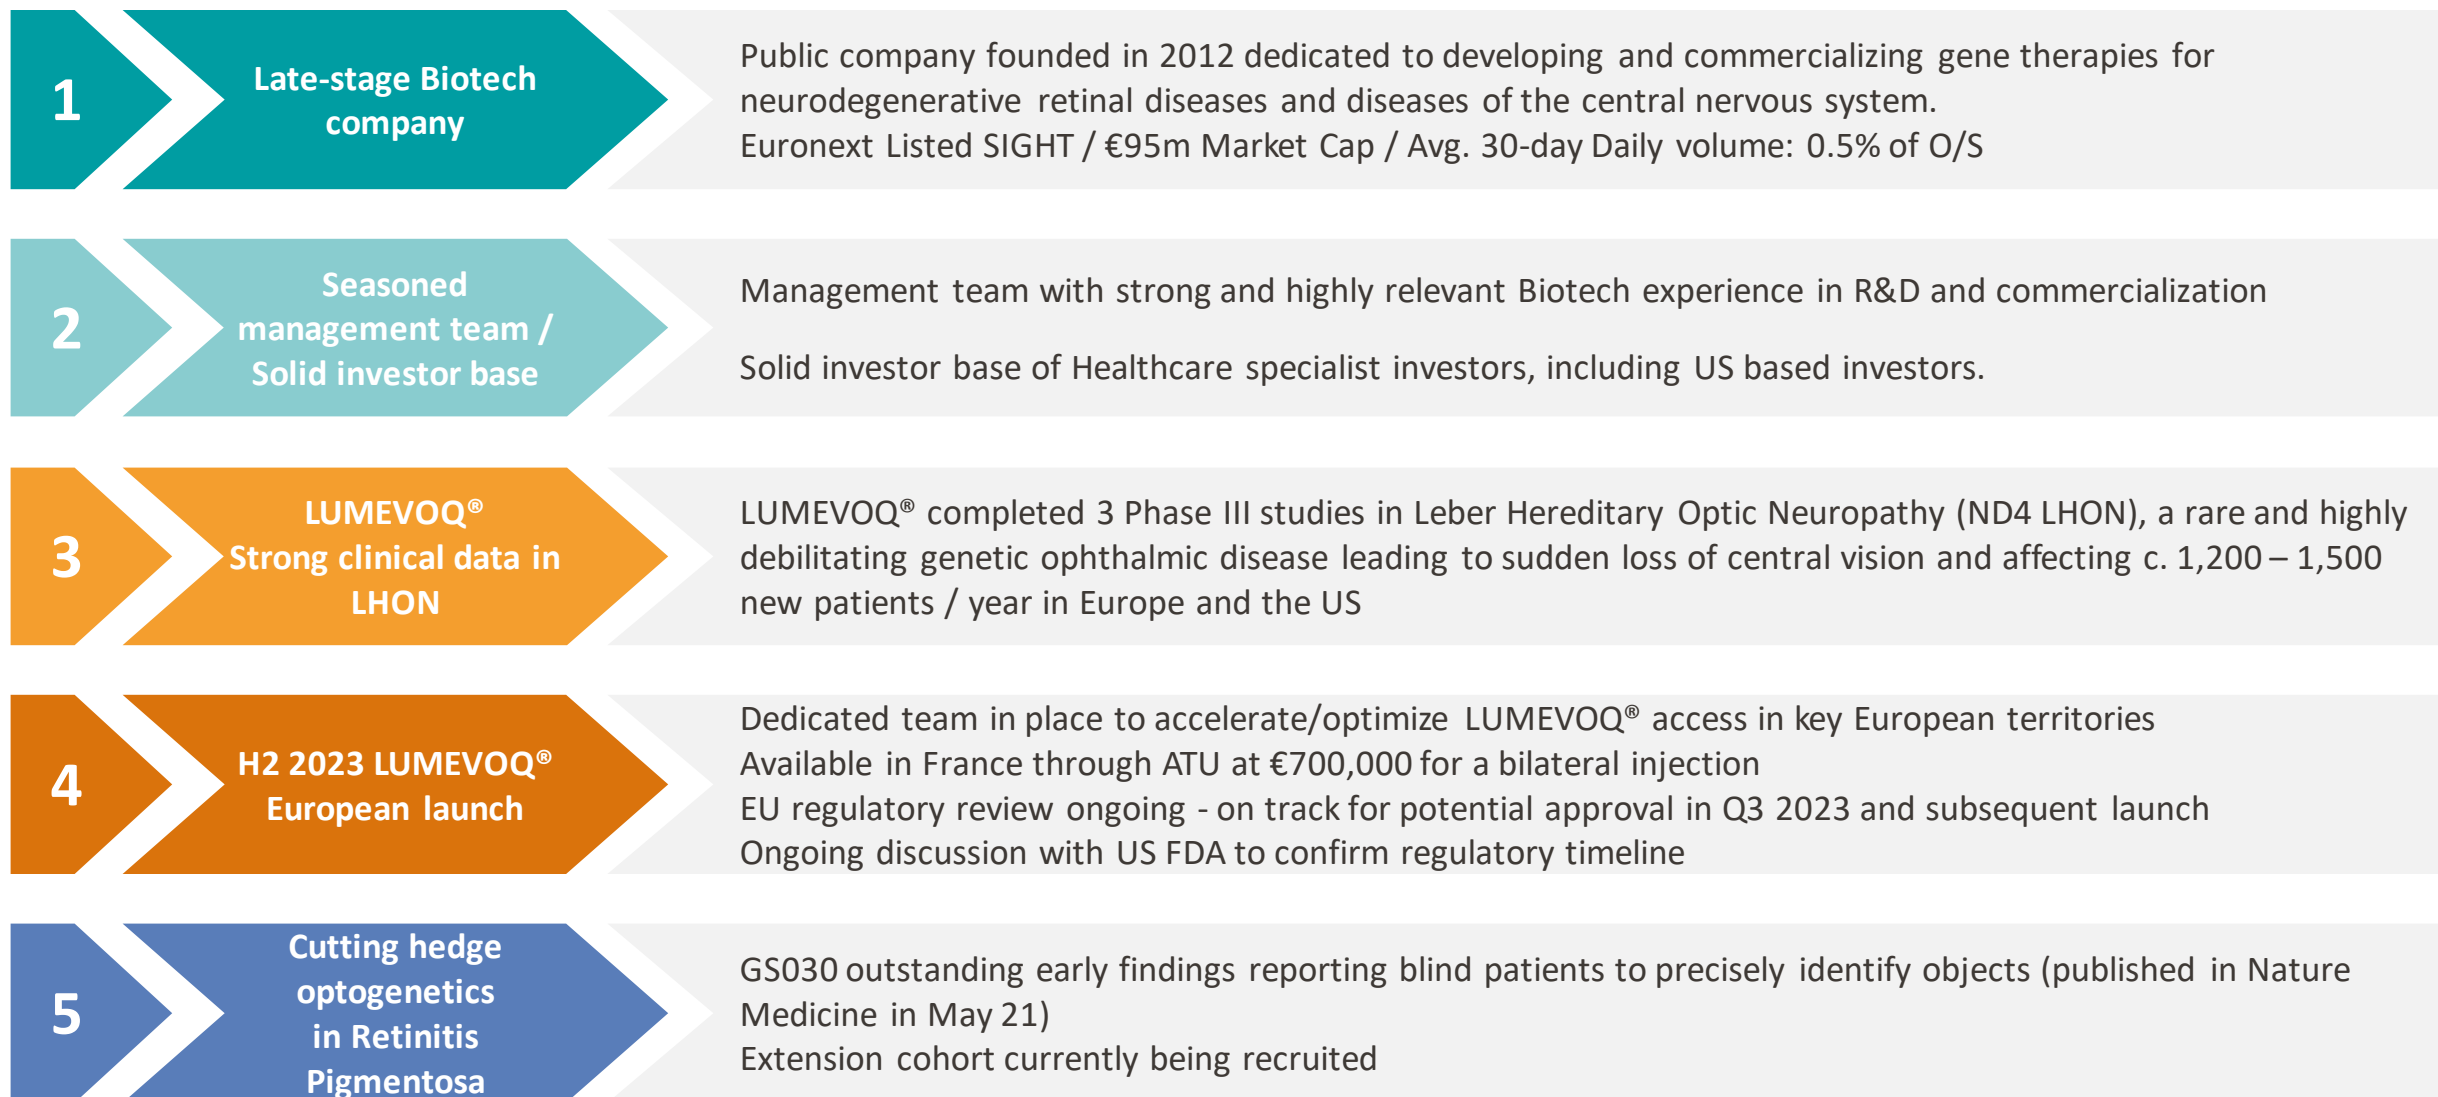 1
Late-stage Biotech
company
Public company founded in 2012 dedicated to developing and commercializing gene therapies for
neurodegenerative retinal diseases and diseases of the central nervous system.
Euronext Listed SIGHT / €95m Market Cap / Avg. 30-day Daily volume: 0.5% of O/S
2
Seasoned
management team /
Solid investor base
Management team with strong and highly relevant Biotech experience in R&D and commercialization
Solid investor base of Healthcare specialist investors, including US based investors.
3
LUMEVOQ®
Strong clinical data in
LHON
LUMEVOQ® completed 3 Phase III studies in Leber Hereditary Optic Neuropathy (ND4 LHON), a rare and highly
debilitating genetic ophthalmic disease leading to sudden loss of central vision and affecting c. 1,200 – 1,500
new patients / year in Europe and the US
4
H2 2023 LUMEVOQ®
European launch
Dedicated team in place to accelerate/optimize LUMEVOQ® access in key European territories
Available in France through ATU at €700,000 for a bilateral injection
EU regulatory review ongoing - on track for potential approval in Q3 2023 and subsequent launch
Ongoing discussion with US FDA to confirm regulatory timeline
5
Cutting hedge
optogenetics
in Retinitis
Pigmentosa
GS030 outstanding early findings reporting blind patients to precisely identify objects (published in Nature
Medicine in May 21)
Extension cohort currently being recruited